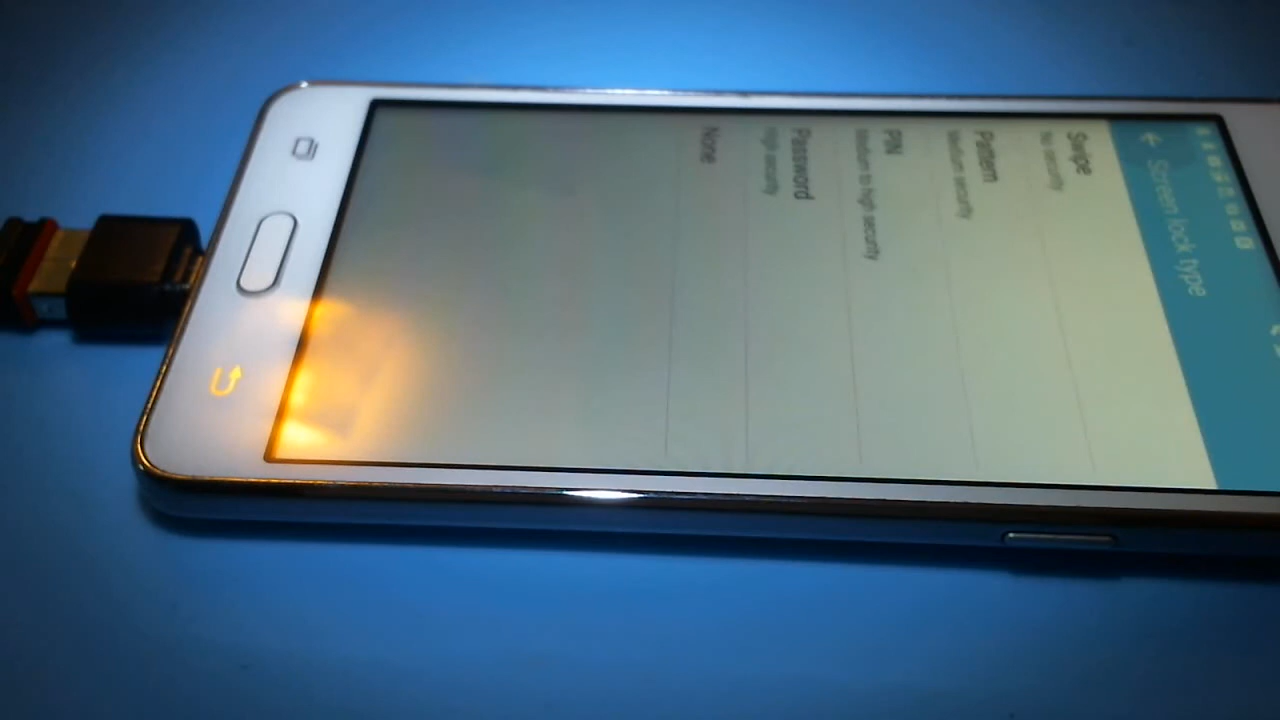 Screen lock type
Swipe
No security
Pattern
Medium security
PIN
Medium to high security
Password
High security
None